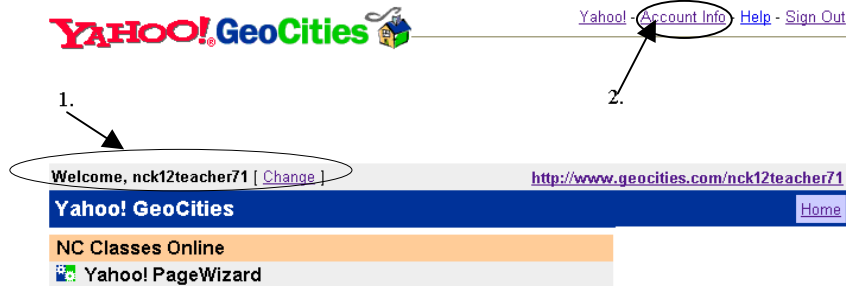 YAHOO! GeoCities
Yahoo! - Account Info - Help - Sign Out
1.
2.
Welcome, nck12teacher71 [ Change ]
http://www.geocities.com/nck12teacher71
Yahoo! GeoCities
Home
NC Classes Online
Yahoo! PageWizard